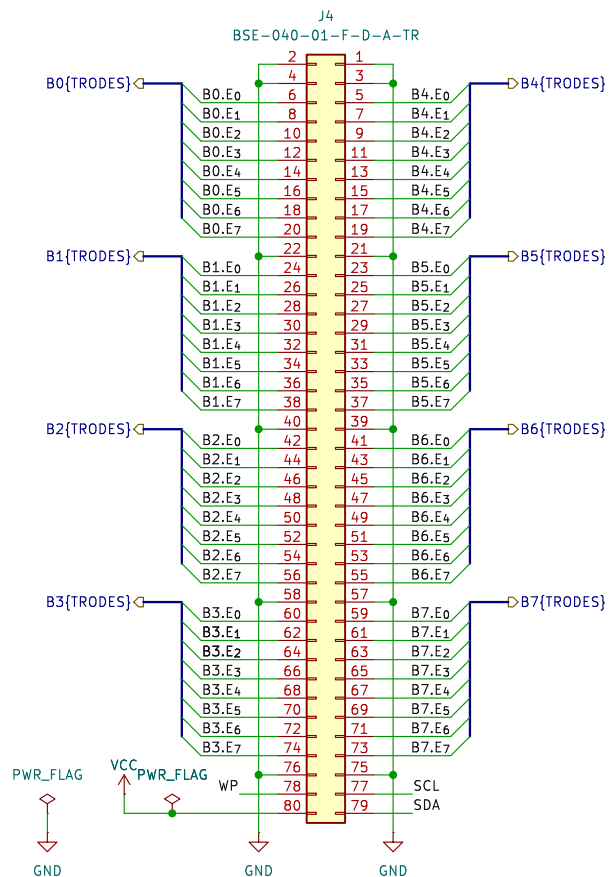 J4
BSE-040-01-F-D-A-TR
2 1
4 3
B0{TRODES} B4{TRODES}
B0.E0 6 5 B4.E0
B0.E1 8 7 B4.E1
B0.E2 10 9 B4.E2
B0.E3 12 11 B4.E3
B0.E4 14 13 B4.E4
B0.E5 16 15 B4.E5
B0.E6 18 17 B4.E6
B0.E7 20 19 B4.E7
B1{TRODES} 22 21 B5{TRODES}
B1.E0 24 23 B5.E0
B1.E1 26 25 B5.E1
B1.E2 28 27 B5.E2
B1.E3 30 29 B5.E3
B1.E4 32 31 B5.E4
B1.E5 34 33 B5.E5
B1.E6 36 35 B5.E6
B1.E7 38 37 B5.E7
B2{TRODES} 40 39 B6{TRODES}
B2.E0 42 41 B6.E0
B2.E1 44 43 B6.E1
B2.E2 46 45 B6.E2
B2.E3 48 47 B6.E3
B2.E4 50 49 B6.E4
B2.E5 52 51 B6.E5
B2.E6 54 53 B6.E6
B2.E7 56 55 B6.E7
B3{TRODES} 58 57 B7{TRODES}
B3.E0 60 59 B7.E0
B3.E1 62 61 B7.E1
B3.E2 64 63 B7.E2
B3.E3 66 65 B7.E3
B3.E4 68 67 B7.E4
B3.E5 70 69 B7.E5
B3.E6 72 71 B7.E6
B3.E7 74 73 B7.E7
76 75
PWR_FLAG VCC PWR_FLAG
WP 78 77 SCL
80 79 SDA
GND GND GND